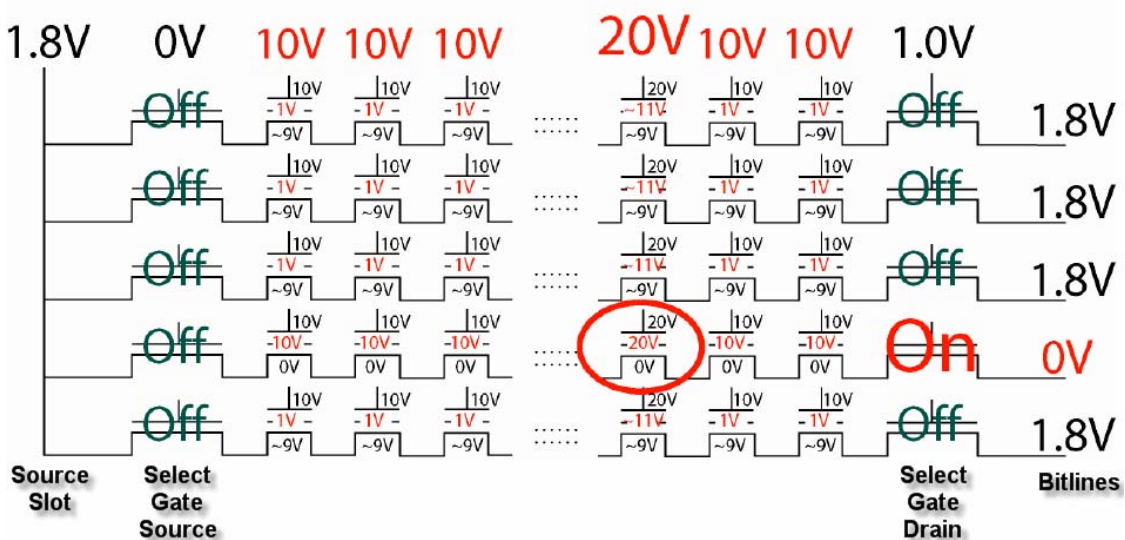 1.8V 0V 10V 10V 10V 20V 10V 10V 1.0V
10V 10V 10V 20V 10V 10V
Off -1V- -1V- -1V- ~11V- -1V- -1V- Off 1.8V
~9V ~9V ~9V ...... ~9V ~9V ~9V
10V 10V 10V 20V 10V 10V
Off -1V- -1V- -1V- ~11V- -1V- -1V- Off 1.8V
~9V ~9V ~9V ...... ~9V ~9V ~9V
10V 10V 10V 20V 10V 10V
Off -1V- -1V- -1V- ~11V- -1V- -1V- Off 1.8V
~9V ~9V ~9V ...... ~9V ~9V ~9V
10V 10V 10V 20V 10V 10V
Off -10V- -10V- -10V- -20V- -10V- -10V- On 0V
0V 0V 0V ...... 0V 0V 0V
10V 10V 10V 20V 10V 10V
Off -1V- -1V- -1V- ~11V- -1V- -1V- Off 1.8V
~9V ~9V ~9V ...... ~9V ~9V ~9V
Source Select Select Bitlines
Slot Gate Gate
Source Drain